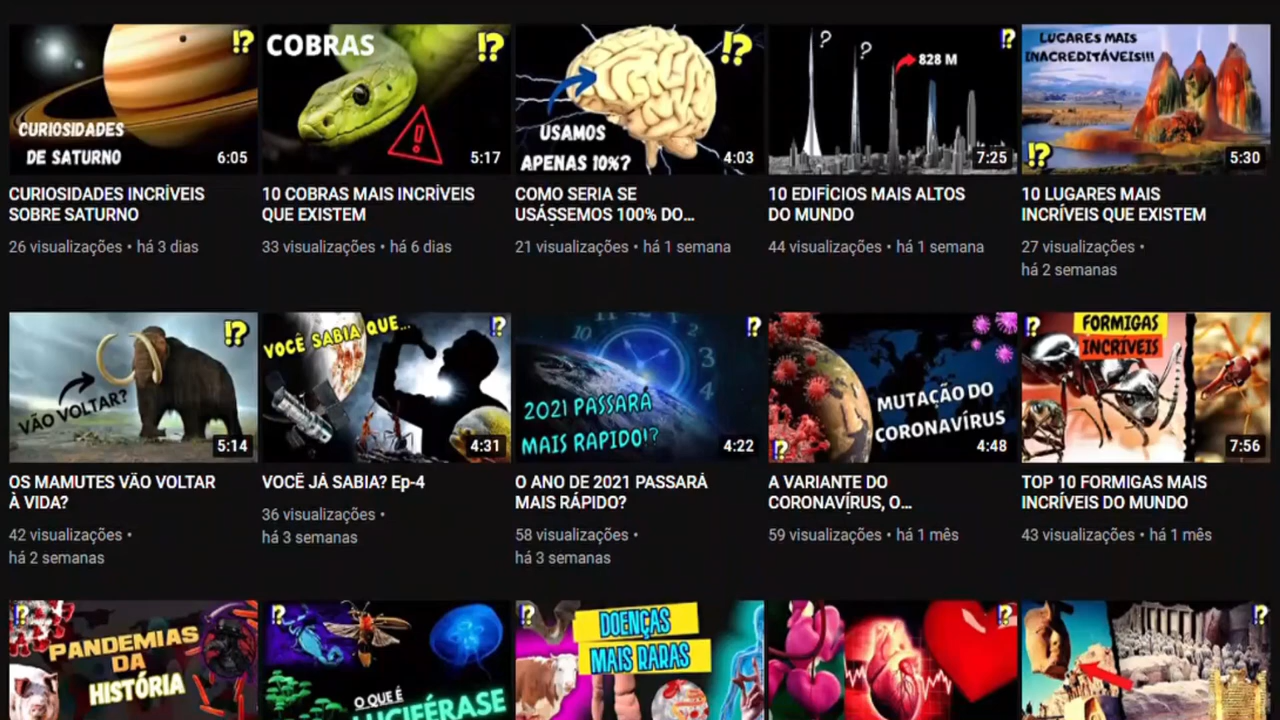 !?
CURIOSIDADES
DE SATURNO
6:05
CURIOSIDADES INCRÍVEIS
SOBRE SATURNO
26 visualizações • há 3 dias
COBRAS
!?
!
5:17
10 COBRAS MAIS INCRÍVEIS
QUE EXISTEM
33 visualizações • há 6 dias
!?
USAMOS
APENAS 10%?
4:03
COMO SERIA SE
USÁSSEMOS 100% DO...
21 visualizações • há 1 semana
?
?
828 M
!?
7:25
10 EDIFÍCIOS MAIS ALTOS
DO MUNDO
44 visualizações • há 1 semana
LUGARES MAIS
INACREDITÁVEIS!!!
!?
5:30
10 LUGARES MAIS
INCRÍVEIS QUE EXISTEM
27 visualizações •
há 2 semanas
!?
VÃO VOLTAR?
5:14
OS MAMUTES VÃO VOLTAR
À VIDA?
42 visualizações •
há 2 semanas
VOCÊ SABIA QUE...
!?
4:31
VOCÊ JÁ SABIA? Ep-4
36 visualizações •
há 3 semanas
!?
10
11
2
3
4
2021 PASSARÁ
MAIS RAPIDO!?
4:22
O ANO DE 2021 PASSARÁ
MAIS RÁPIDO?
58 visualizações •
há 3 semanas
MUTAÇÃO DO
CORONAVÍRUS
!?
4:48
A VARIANTE DO
CORONAVÍRUS, O...
59 visualizações • há 1 mês
!?
FORMIGAS
INCRÍVEIS
7:56
TOP 10 FORMIGAS MAIS
INCRÍVEIS DO MUNDO
43 visualizações • há 1 mês
!?
PANDEMIAS
DA
HISTÓRIA
!?
O QUE É
LUCIFÉRASE
!?
DOENÇAS
MAIS RARAS
!?
!?